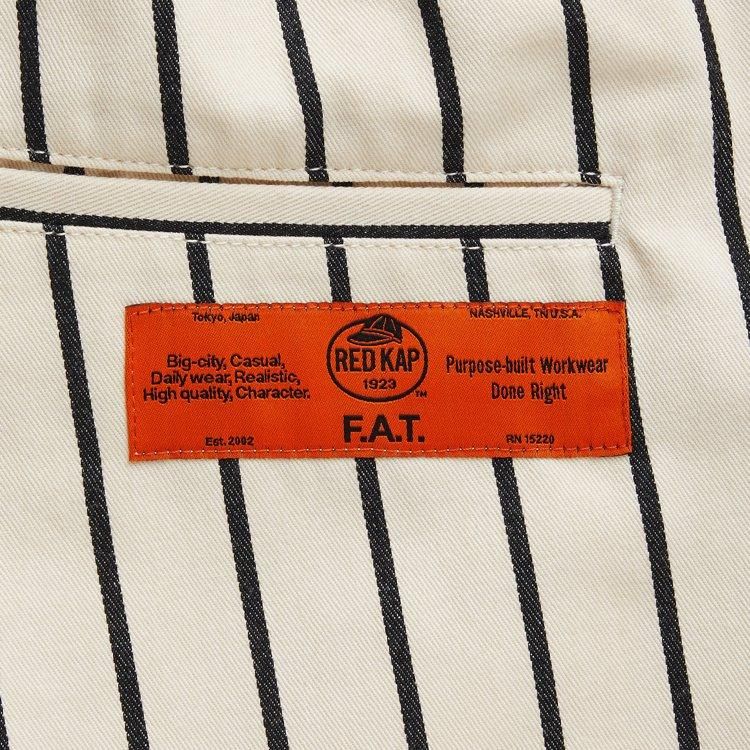 Tokyo, Japan
NASHVILLE, TN U.S.A.
Big-city, Casual,
Daily wear, Realistic,
High quality, Character.
RED KAP
1923
TM
Purpose-built Workwear
Done Right
F.A.T.
Est. 2002
RN 15220